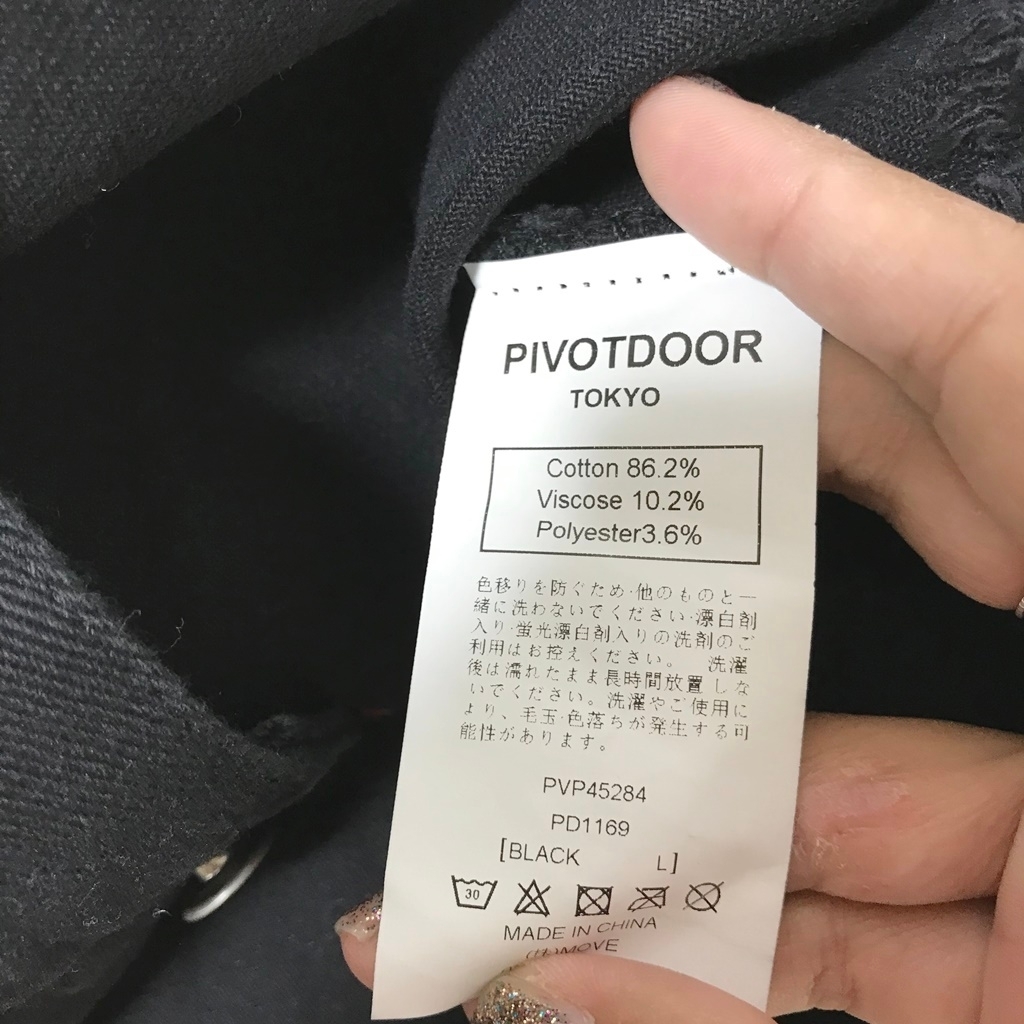 PIVOTDOOR
TOKYO
Cotton 86.2%
Viscose 10.2%
Polyester3.6%
色移りを防ぐため・他のものと一
緒に洗わないでください・漂白剤
入り・蛍光漂白剤入りの洗剤のご
利用はお控えください。 洗濯
後は濡れたまま長時間放置しな
いでください。洗濯やご使用に
より、毛玉・色落ちが発生する可
能性があります。
PVP45284
PD1169
[BLACK L]
30
MADE IN CHINA
(株)MOVE